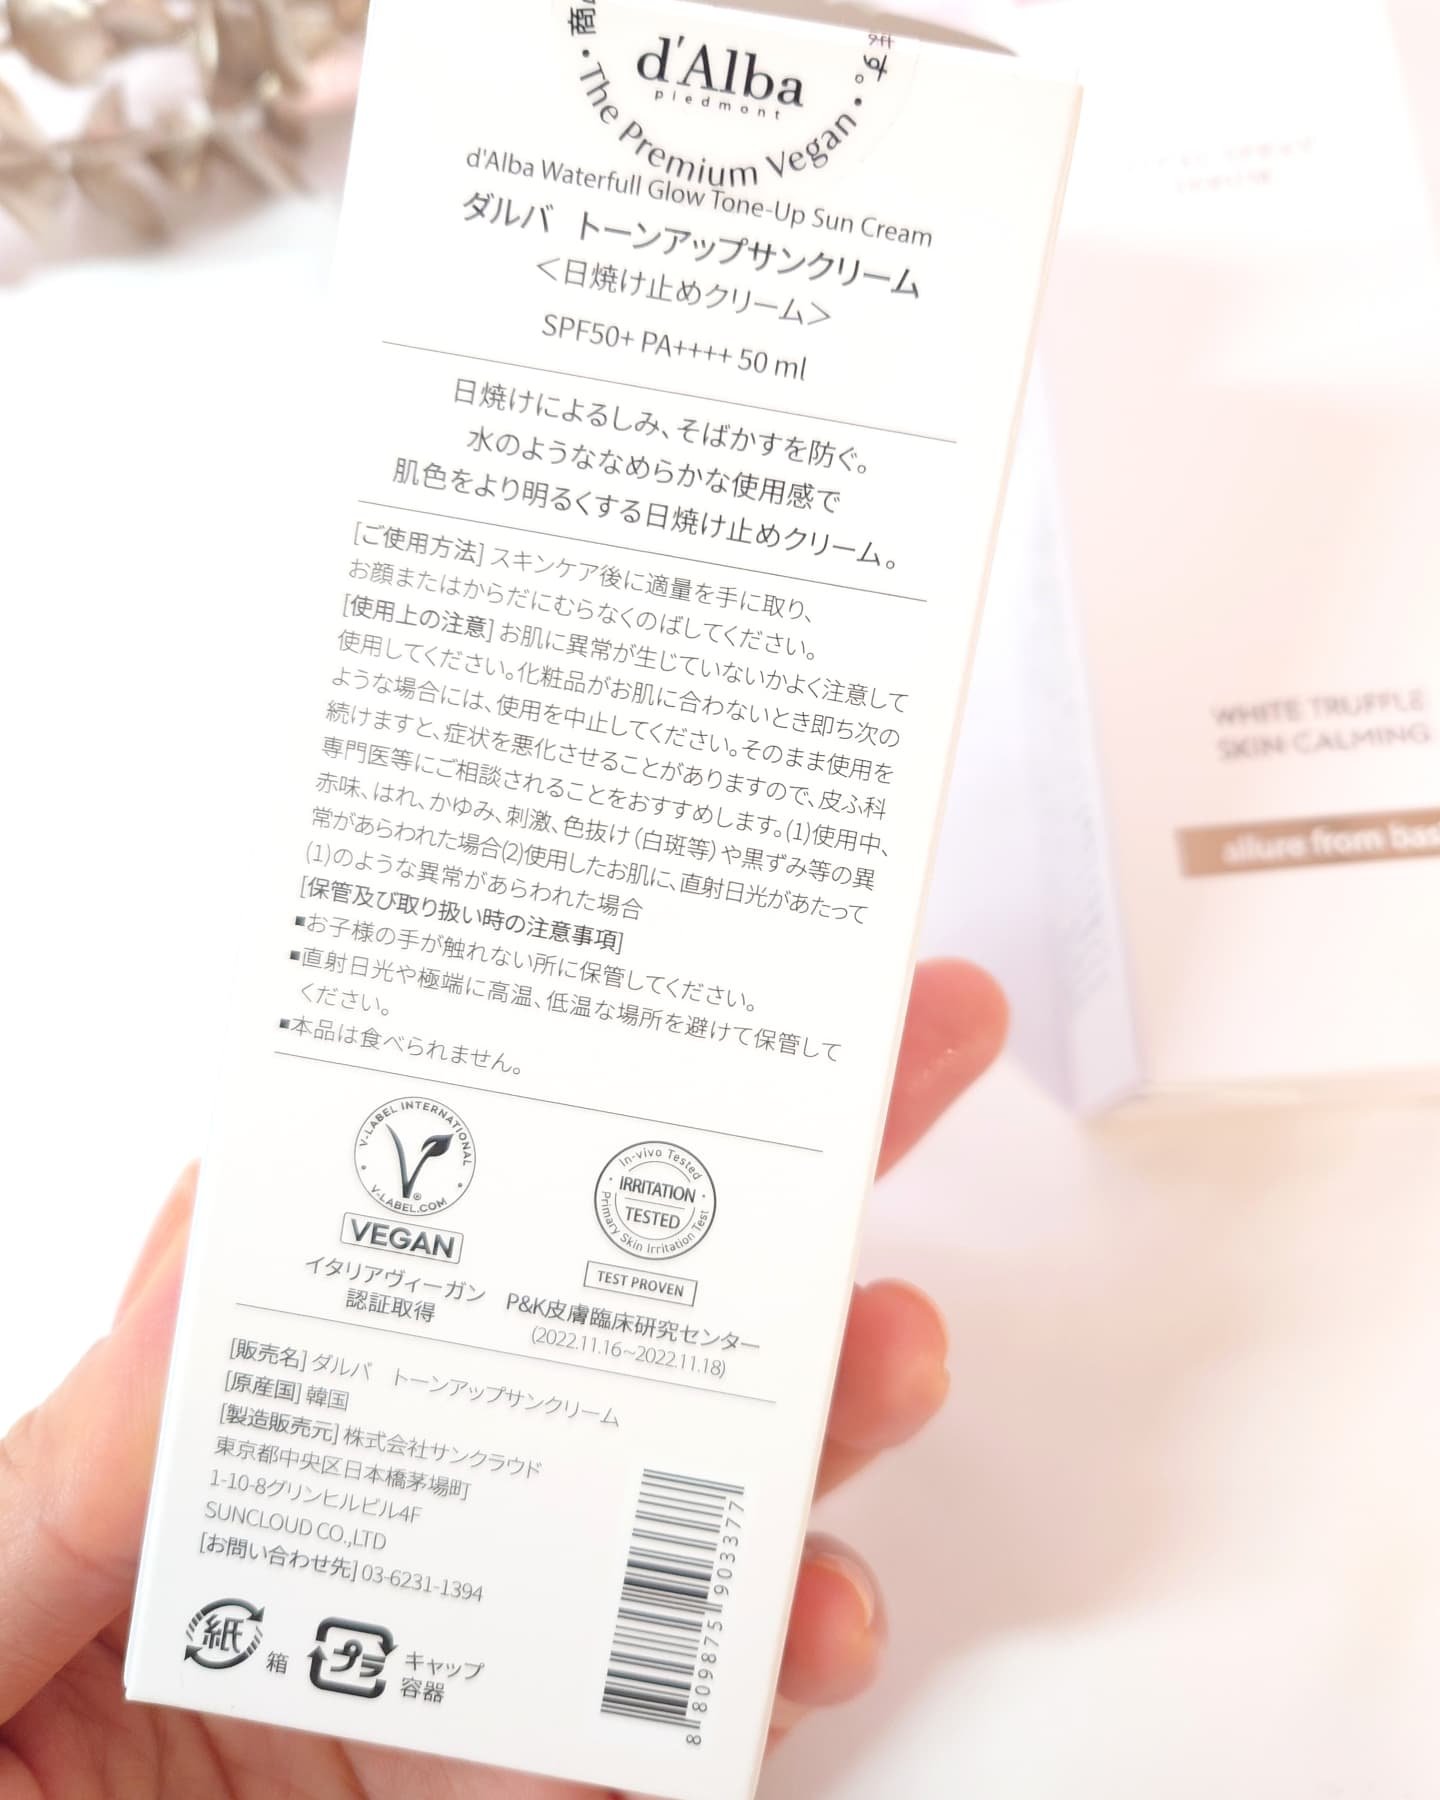 商
す。
d'Alba
piedmont
• The Premium Vegan •
d'Alba Waterfull Glow Tone-Up Sun Cream
ダルバ トーンアップサンクリーム
＜日焼け止めクリーム＞
SPF50+ PA++++ 50 ml
日焼けによるしみ、そばかすを防ぐ。
水のようななめらかな使用感で
肌色をより明るくする日焼け止めクリーム。
[ご使用方法] スキンケア後に適量を手に取り、
お顔またはからだにむらなくのばしてください。
[使用上の注意] お肌に異常が生じていないかよく注意して
使用してください。化粧品がお肌に合わないとき即ち次の
ような場合には、使用を中止してください。そのまま使用を
続けますと、症状を悪化させることがありますので、皮ふ科
専門医等にご相談されることをおすすめします。(1)使用中、
赤味、はれ、かゆみ、刺激、色抜け (白斑等) や黒ずみ等の異
常があらわれた場合(2)使用したお肌に、直射日光があたって
(1)のような異常があらわれた場合
[保管及び取り扱い時の注意事項]
▪お子様の手が触れない所に保管してください。
▪直射日光や極端に高温、低温な場所を避けて保管して
ください。
▪本品は食べられません。
V-LABEL INTERNATIONAL
• V-LABEL.COM •
VEGAN
イタリアヴィーガン
認証取得
In-vivo Tested
• IRRITATION •
TESTED
Primary Skin Irritation Test
TEST PROVEN
P&K皮膚臨床研究センター
(2022.11.16~2022.11.18)
[販売名] ダルバ トーンアップサンクリーム
[原産国] 韓国
[製造販売元] 株式会社サンクラウド
東京都中央区日本橋茅場町
1-10-8グリンヒルビル4F
SUNCLOUD CO.,LTD
[お問い合わせ先] 03-6231-1394
紙
箱
プラ
キャップ
容器
8 809875 903377
WHITE TRUFFLE
SKIN CALMING
allure from